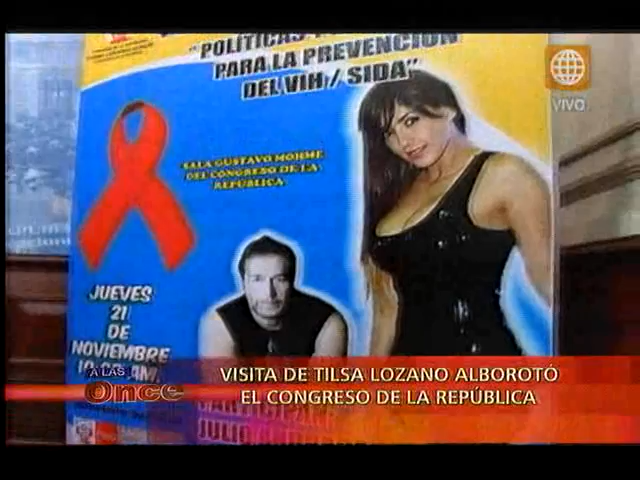 "POLÍTICAS
PARA LA PREVENCIÓN
DEL VIH / SIDA"
VIVO
SALA GUSTAVO MOHME
DEL CONGRESO DE LA
REPÚBLICA
JUEVES
21
DE
NOVIEMBRE
A LAS
Once
VISITA DE TILSA LOZANO ALBOROTÓ
EL CONGRESO DE LA REPÚBLICA
JULIO